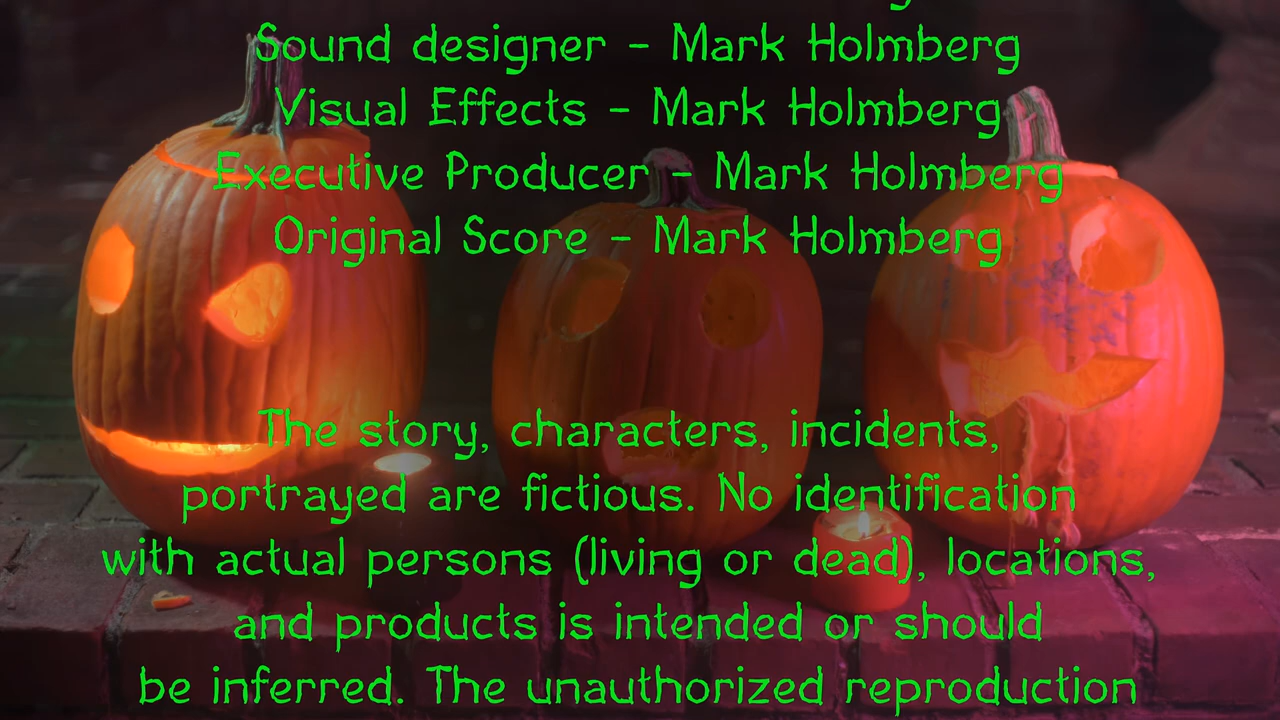 Sound designer - Mark Holmberg
Visual Effects - Mark Holmberg
Executive Producer - Mark Holmberg
Original Score - Mark Holmberg
The story, characters, incidents,
portrayed are fictious. No identification
with actual persons (living or dead), locations,
and products is intended or should
be inferred. The unauthorized reproduction